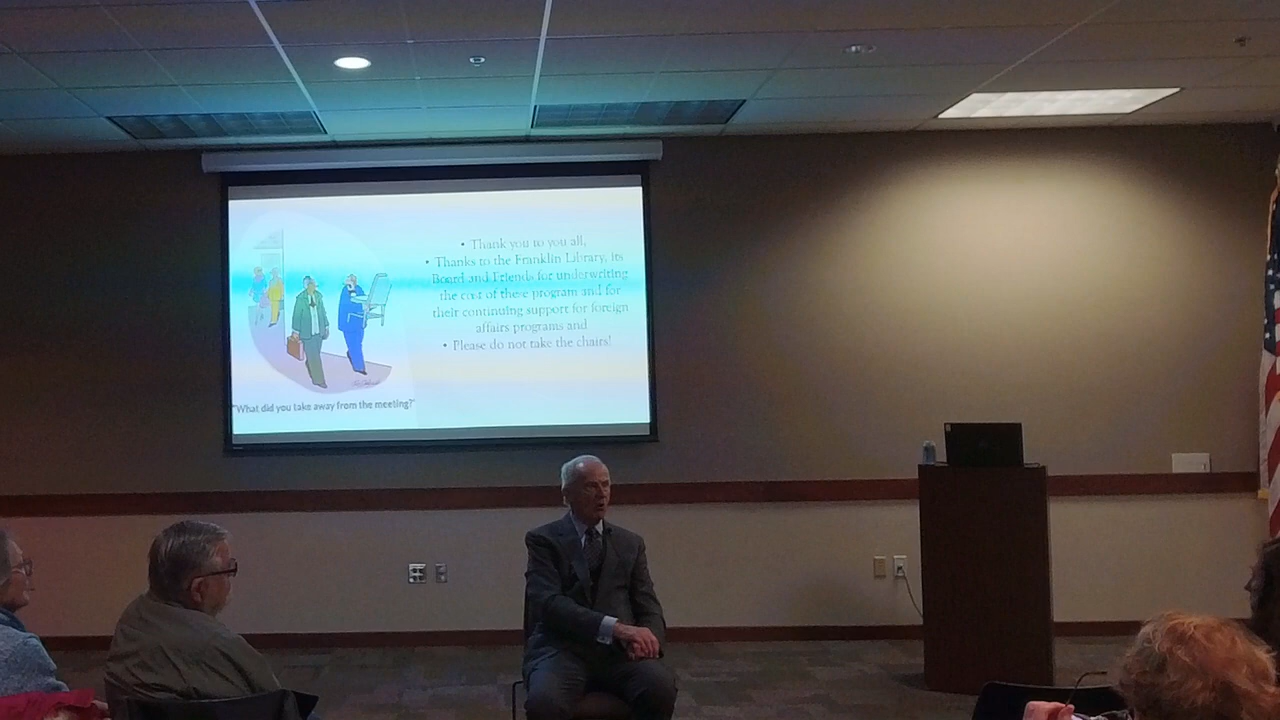 • Thank you to you all,
• Thanks to the Franklin Library, its
Board and Friends for underwriting
the cost of these program and for
their continuing support for foreign
affairs programs and
• Please do not take the chairs!
"What did you take away from the meeting?"